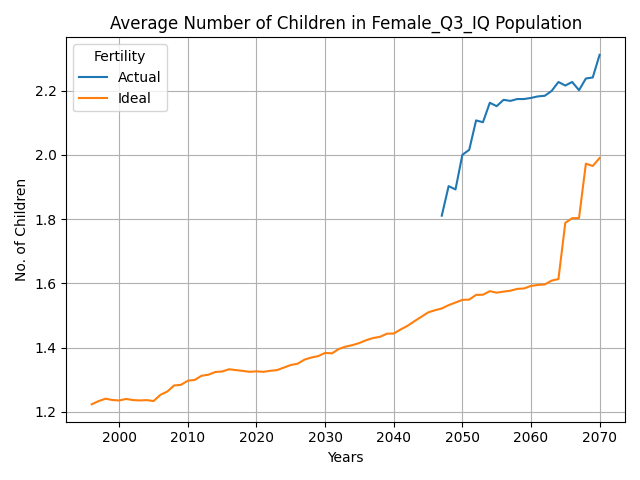 Average Number of Children in Female_Q3_IQ Population
Fertility
Actual
Ideal
No. of Children
2.2
2.0
1.8
1.6
1.4
1.2
2000 2010 2020 2030 2040 2050 2060 2070
Years